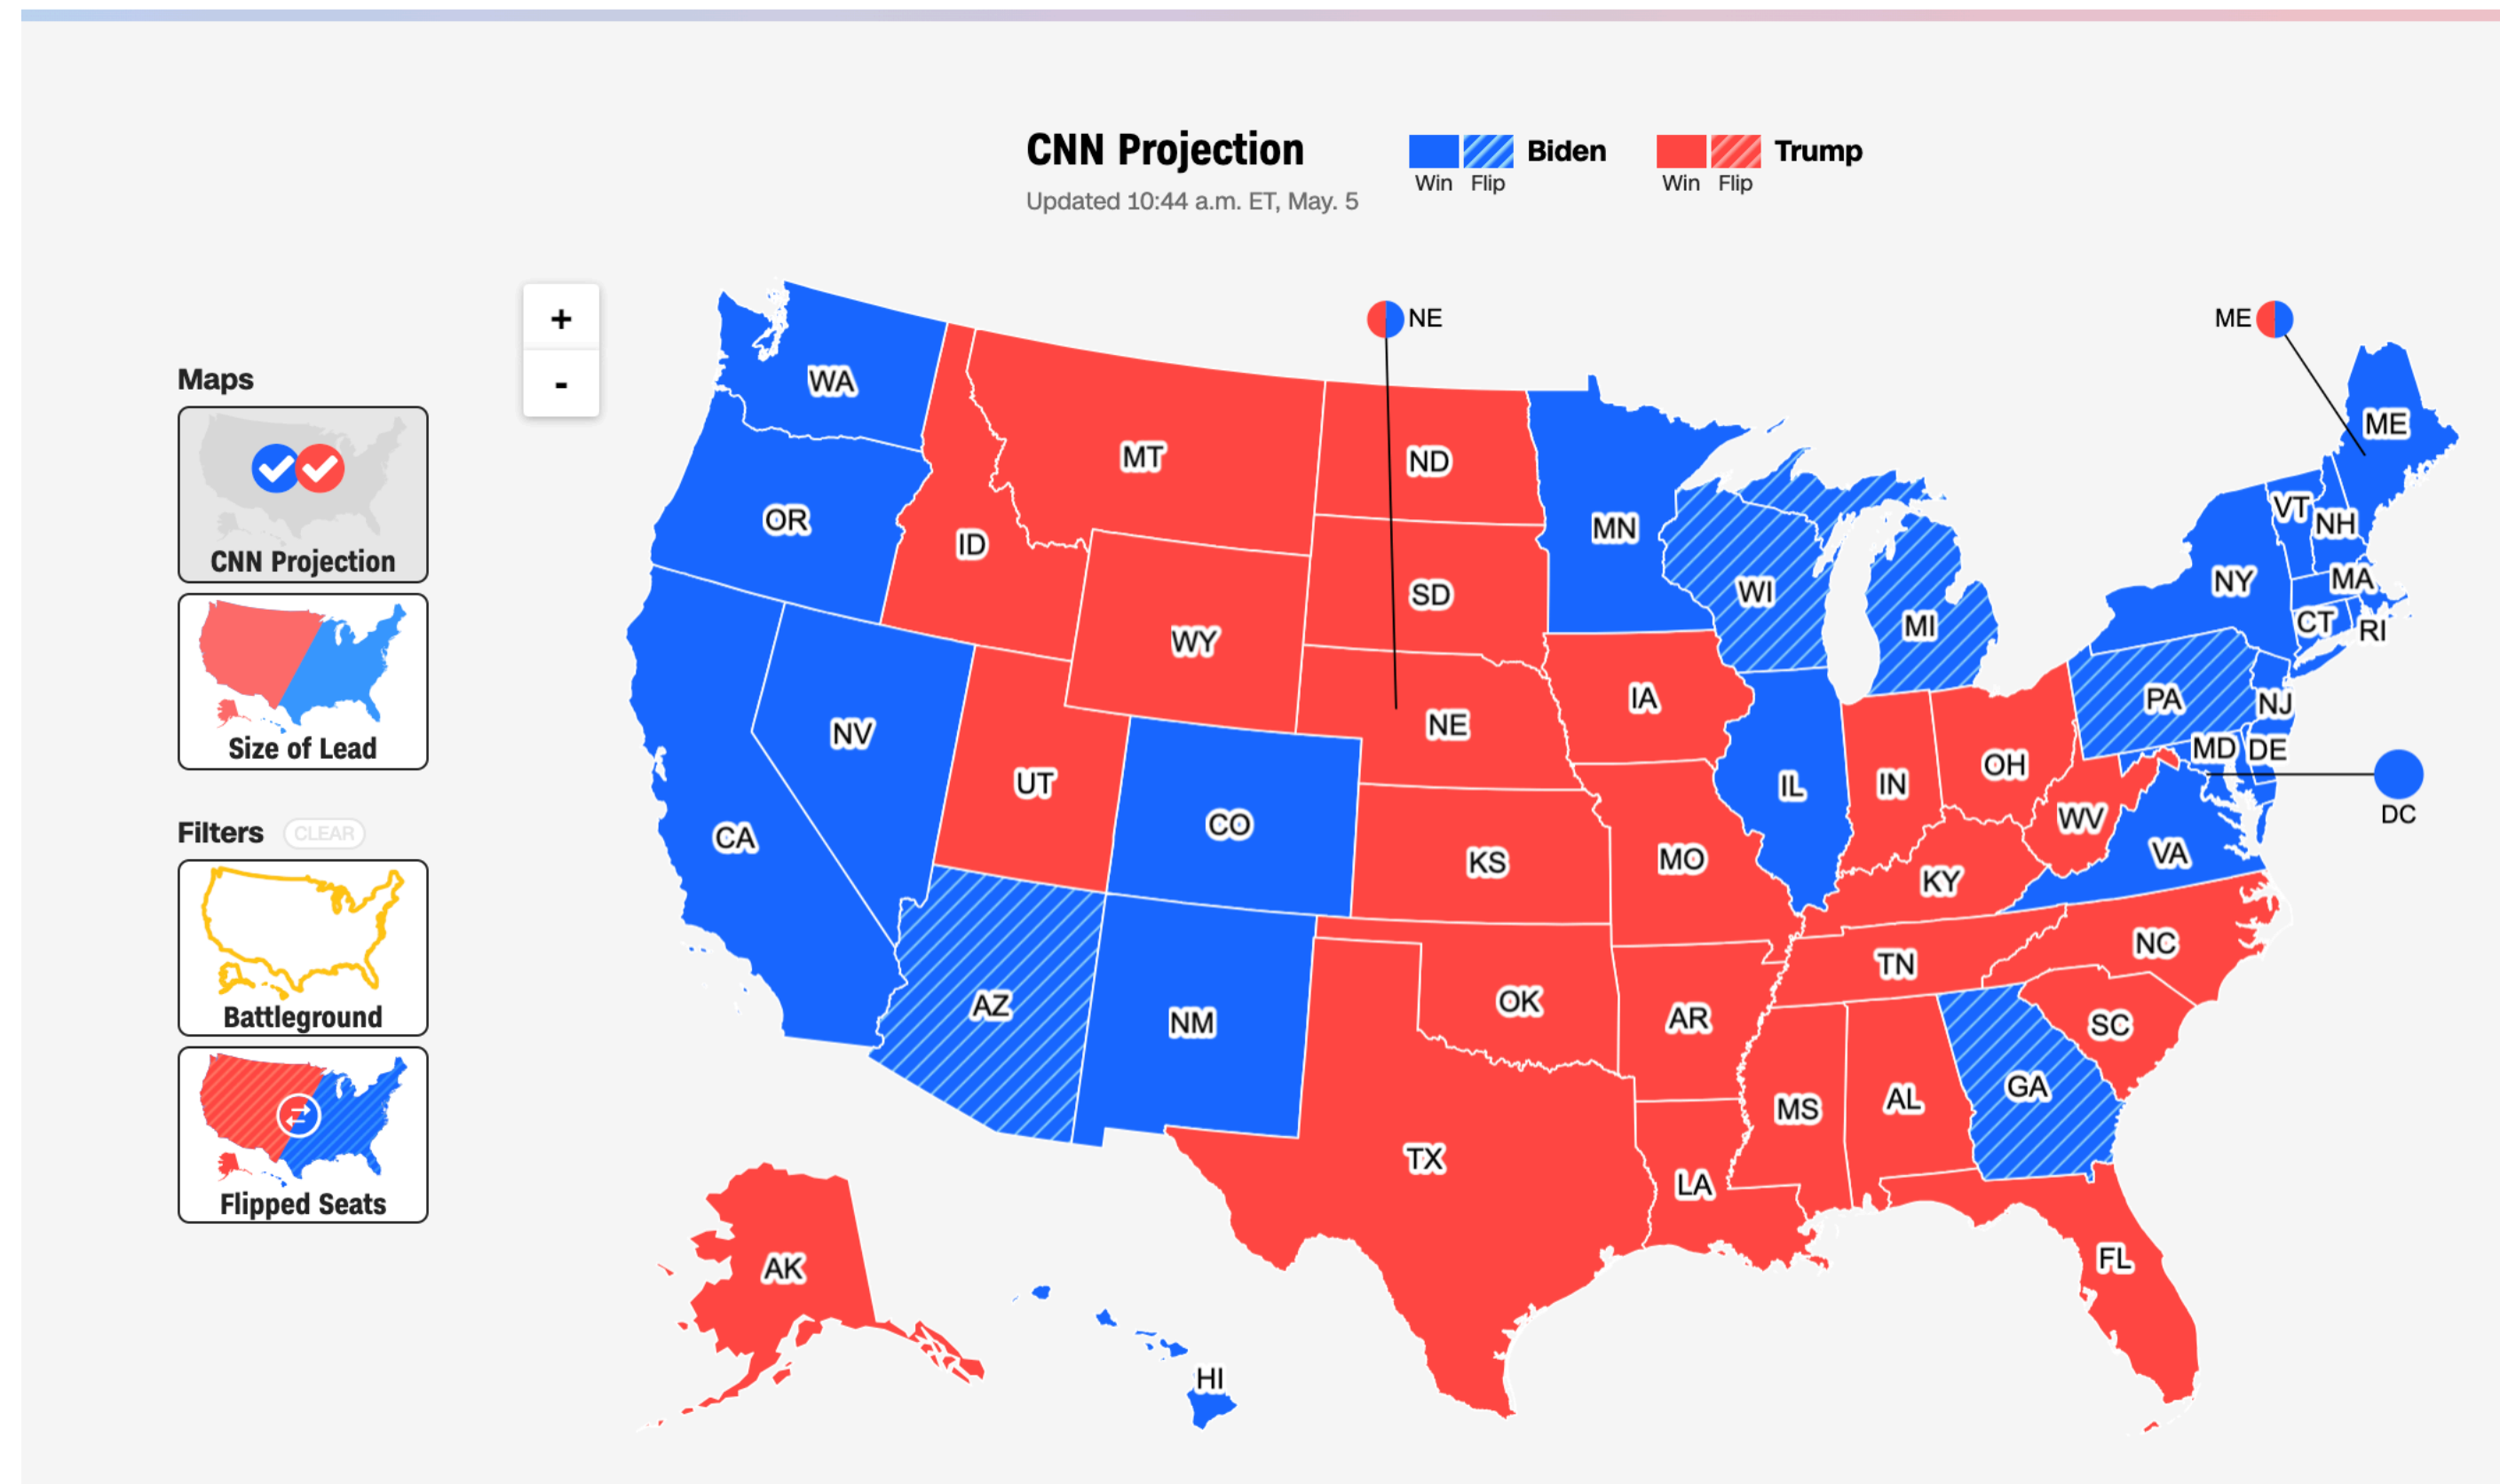 CNN Projection
Updated 10:44 a.m. ET, May. 5
Biden
Win Flip
Trump
Win Flip
+
-
Maps
CNN Projection
Size of Lead
Filters CLEAR
Battleground
Flipped Seats
NE
ME
WA
ME
MT
ND
OR
VT
NH
MN
ID
MA
NY
SD
WI
CT
RI
MI
WY
IA
PA
NJ
NE
NV
MD
DE
OH
UT
IL
IN
DC
WV
CO
CA
VA
KS
MO
KY
NC
TN
OK
AZ
AR
NM
SC
GA
AL
MS
TX
LA
FL
AK
HI